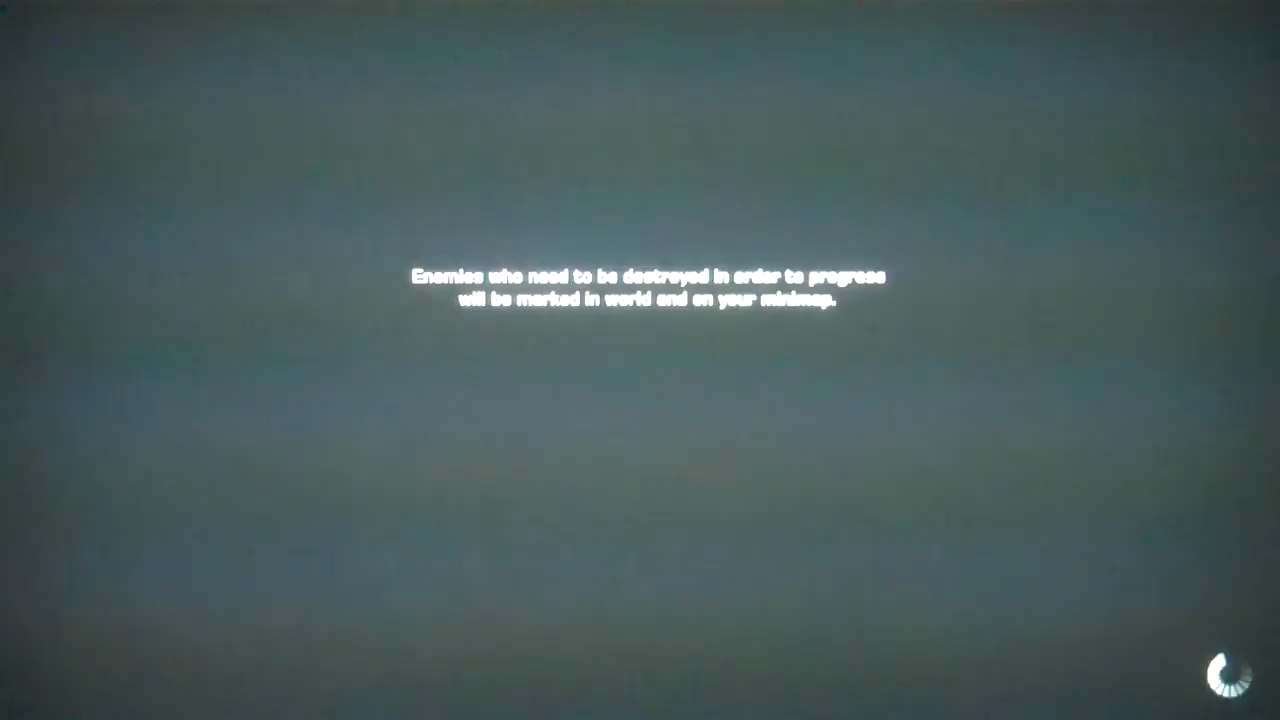 Enemies who need to be destroyed in order to progress
will be marked in world and on your minimap.